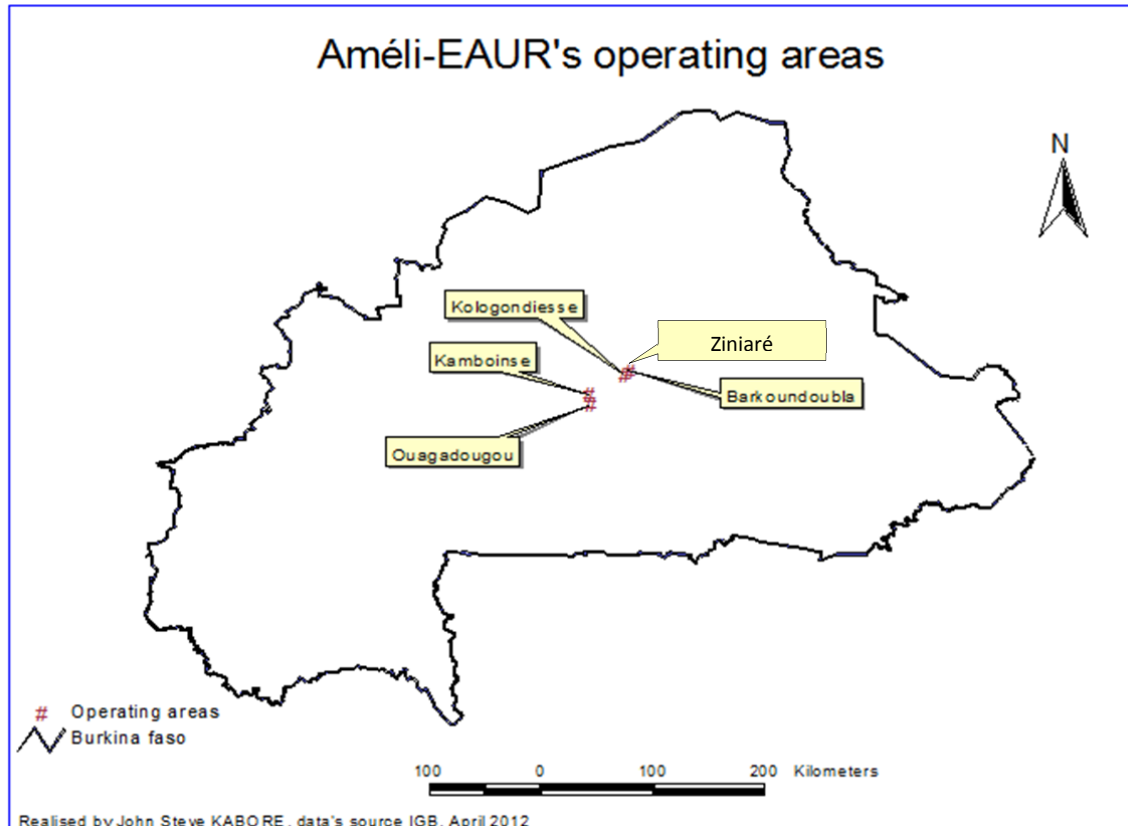 Améli-EAUR's operating areas
N
Kologondiesse
Ziniaré
Kamboinse
Barkoundoubla
Ouagadougou
# Operating areas
Burkina faso
100 0 100 200 Kilometers
Realised by John Steve KABORE, data's source IGB, April 2012